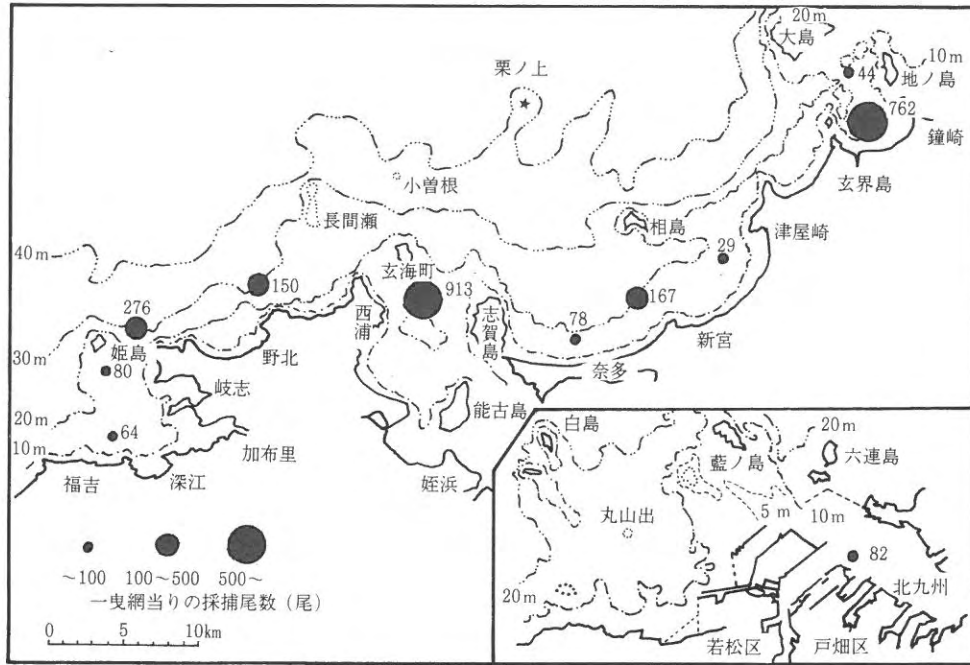 20m
大島
10m
44
地ノ島
762
鐘崎
栗ノ上
玄界島
小曽根
長間瀬
相島
津屋崎
40m
29
150
玄海町
913
167
276
西浦
志賀島
78
新宮
姫島
野北
奈多
30m
80
岐志
能古島
20m
64
10m
加布里
福吉
深江
姪浜
白島
20m
藍ノ島
六連島
5m
10m
丸山出
82
20m
北九州
若松区
戸畑区
～100
100～500
500～
一曳網当りの採捕尾数（尾）
0
5
10km